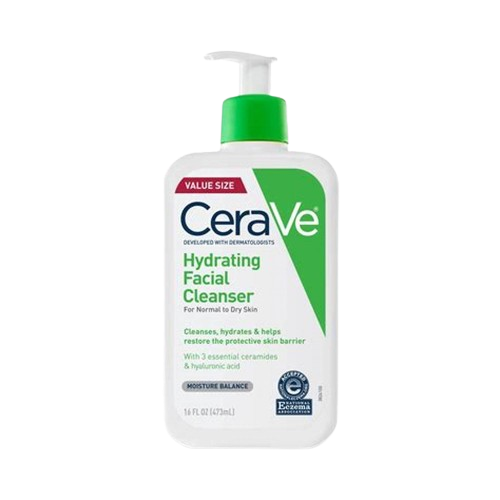 VALUE SIZE
CeraVe
DEVELOPED WITH DERMATOLOGISTS
Hydrating
Facial
Cleanser
For Normal to Dry Skin
Cleanses, hydrates & helps
restore the protective skin barrier
With 3 essential ceramides
& hyaluronic acid
MOISTURE BALANCE
ACCEPTED
e
NATIONAL
Eczema
ASSOCIATION
16 FL OZ (473mL)